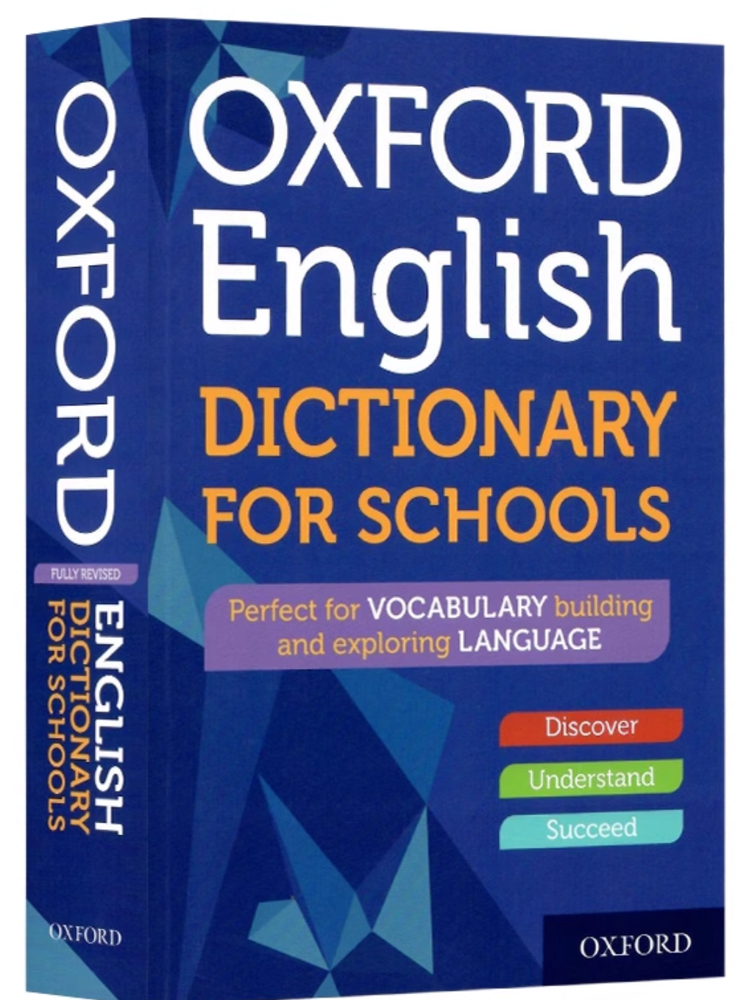 OXFORD
FULLY REVISED
ENGLISH
DICTIONARY
FOR SCHOOLS
OXFORD
OXFORD
English
DICTIONARY
FOR SCHOOLS
Perfect for VOCABULARY building
and exploring LANGUAGE
Discover
Understand
Succeed
OXFORD